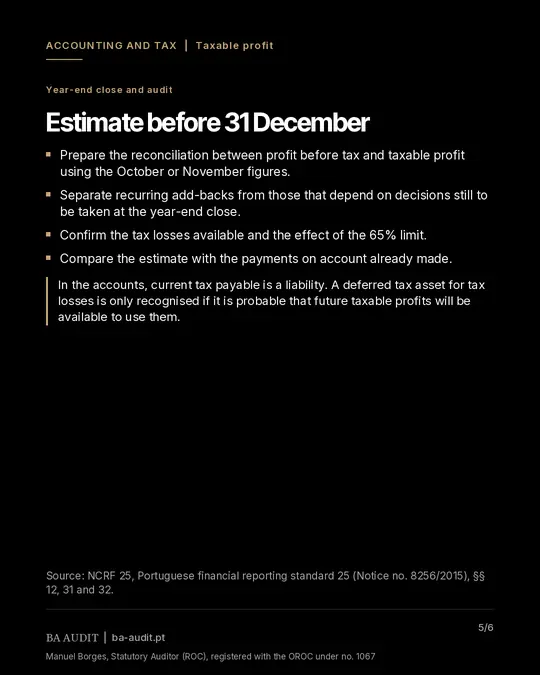 ACCOUNTING AND TAX | Taxable profit
Year-end close and audit
Estimate before 31 December
Prepare the reconciliation between profit before tax and taxable profit
using the October or November figures.
Separate recurring add-backs from those that depend on decisions still to
be taken at the year-end close.
Confirm the tax losses available and the effect of the 65% limit.
Compare the estimate with the payments on account already made.
In the accounts, current tax payable is a liability. A deferred tax asset for tax
losses is only recognised if it is probable that future taxable profits will be
available to use them.
Source: NCRF 25, Portuguese financial reporting standard 25 (Notice no. 8256/2015), §§
12, 31 and 32.
5/6
BA AUDIT | ba-audit.pt
Manuel Borges, Statutory Auditor (ROC), registered with the OROC under no. 1067